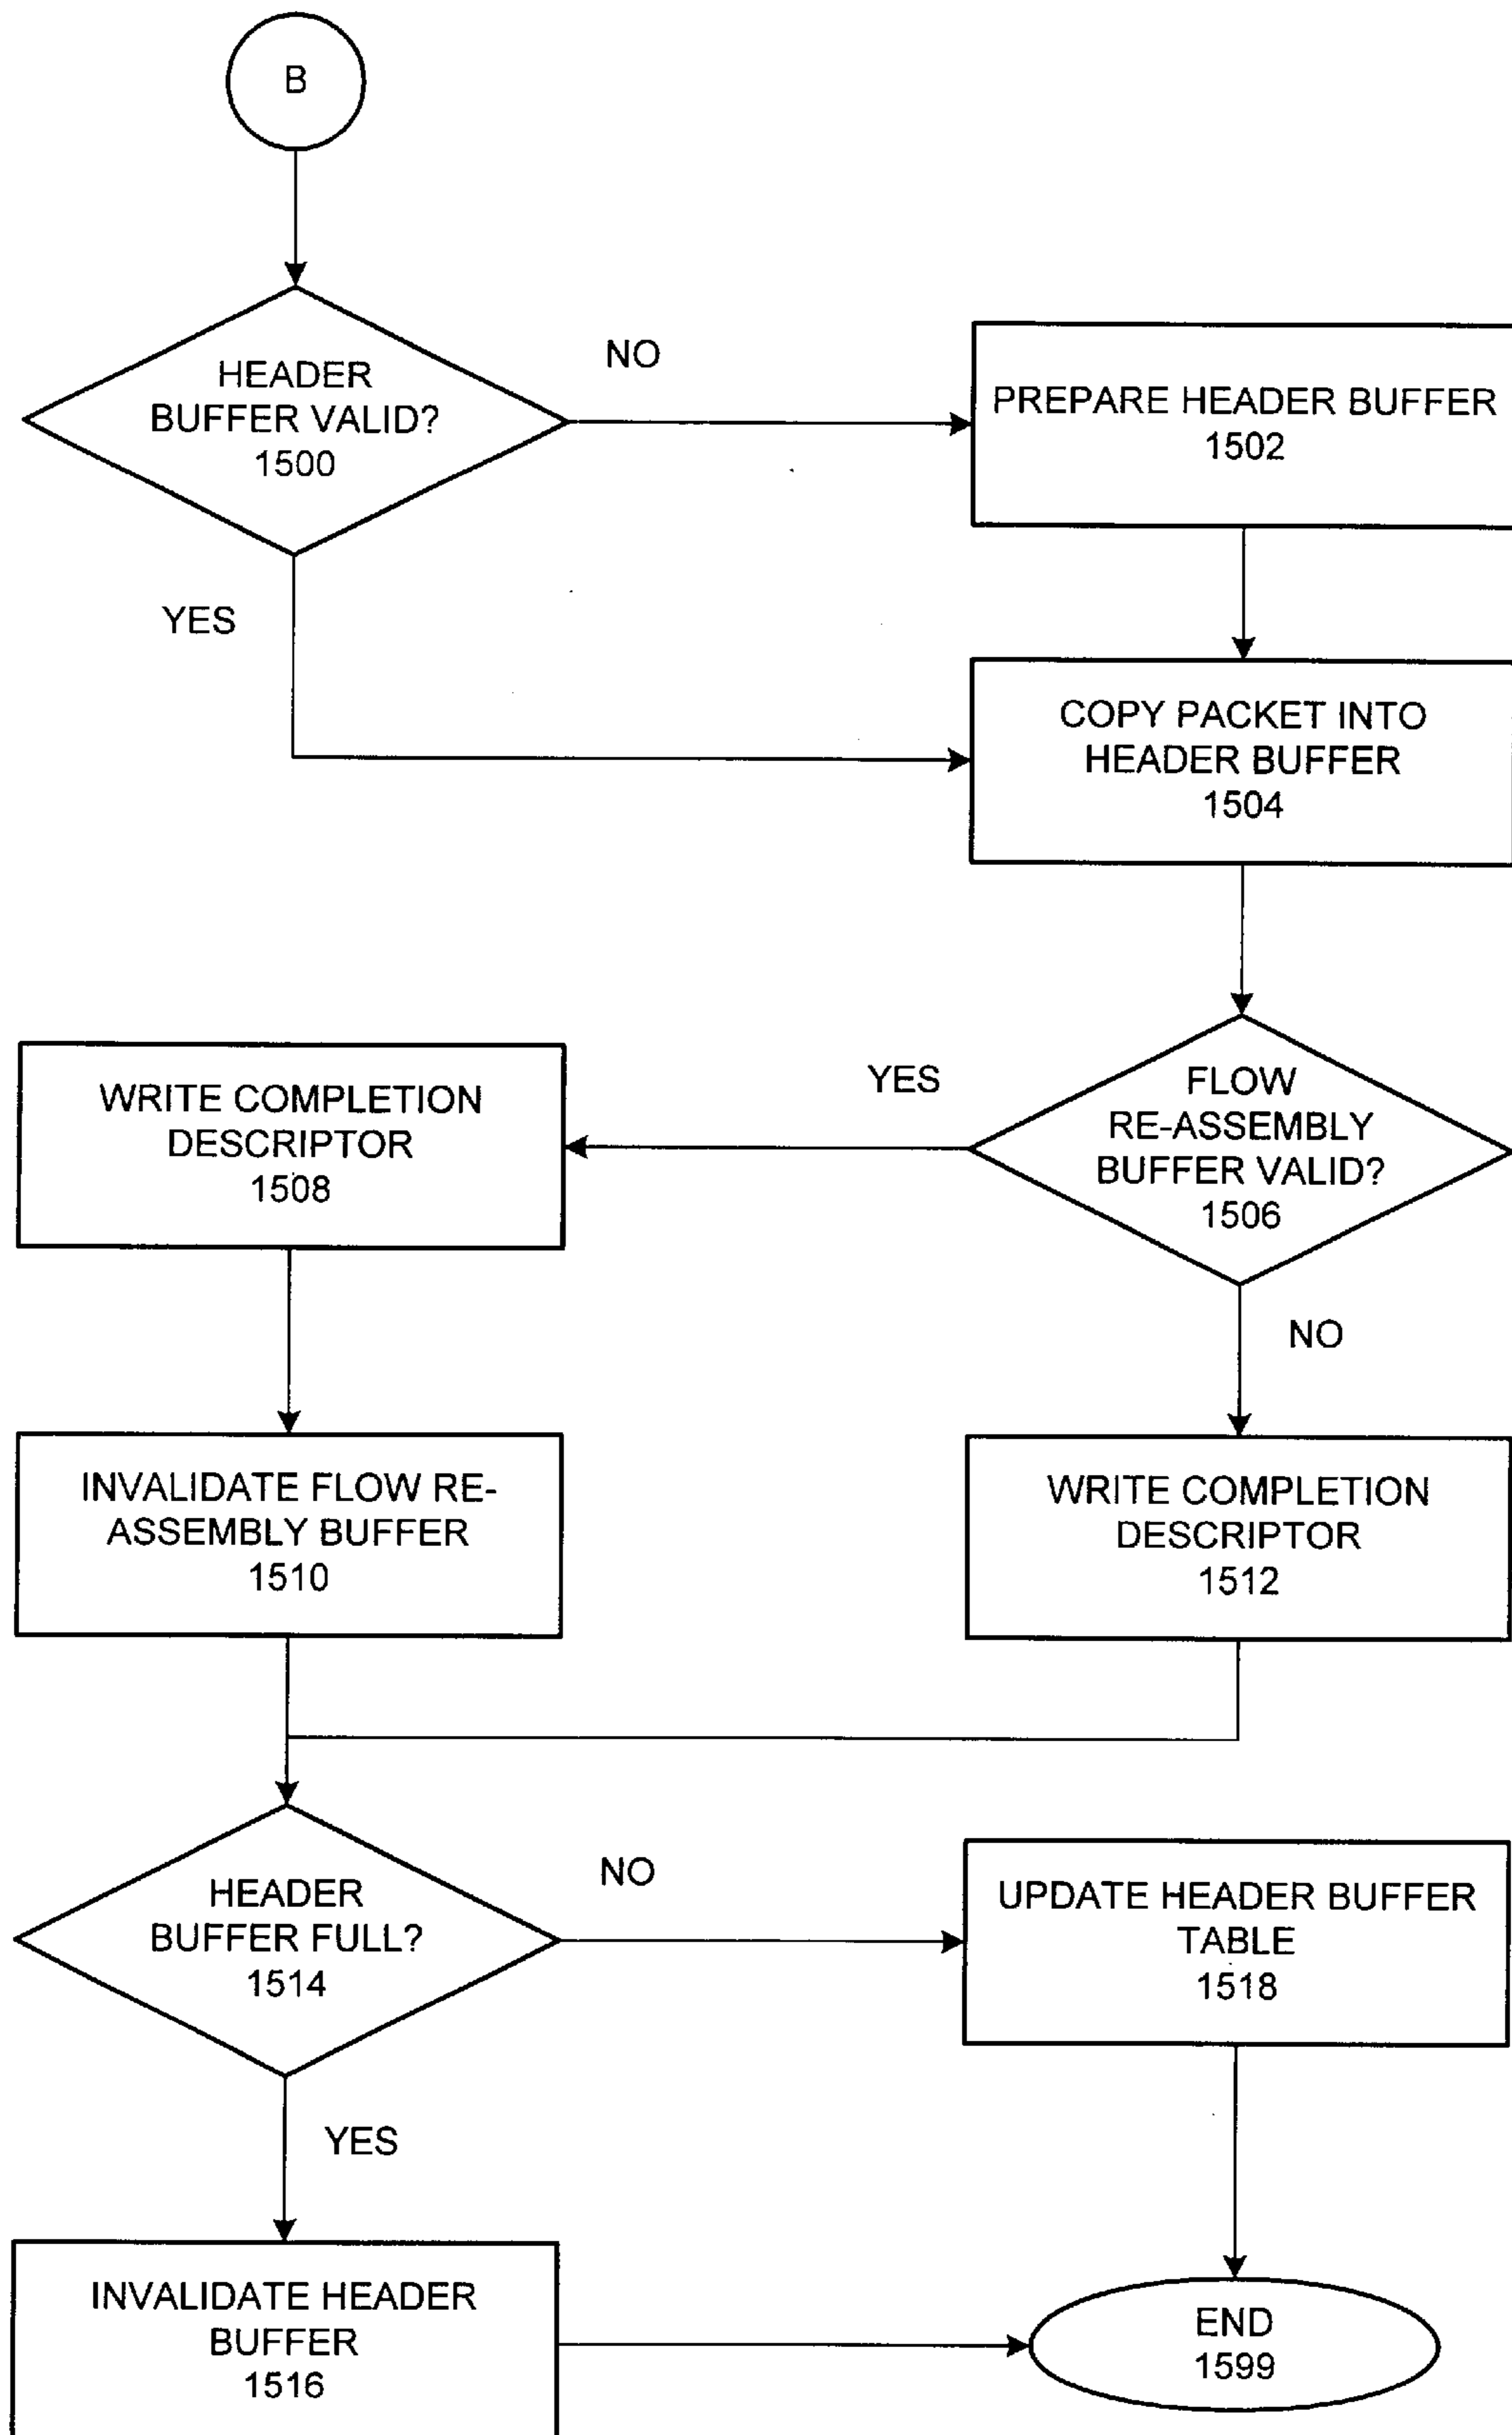 B
HEADER
BUFFER VALID?
1500
NO
PREPARE HEADER BUFFER
1502
YES
COPY PACKET INTO
HEADER BUFFER
1504
FLOW
RE-ASSEMBLY
BUFFER VALID?
1506
YES
WRITE COMPLETION
DESCRIPTOR
1508
NO
INVALIDATE FLOW RE-
ASSEMBLY BUFFER
1510
WRITE COMPLETION
DESCRIPTOR
1512
HEADER
BUFFER FULL?
1514
NO
UPDATE HEADER BUFFER
TABLE
1518
YES
INVALIDATE HEADER
BUFFER
1516
END
1599